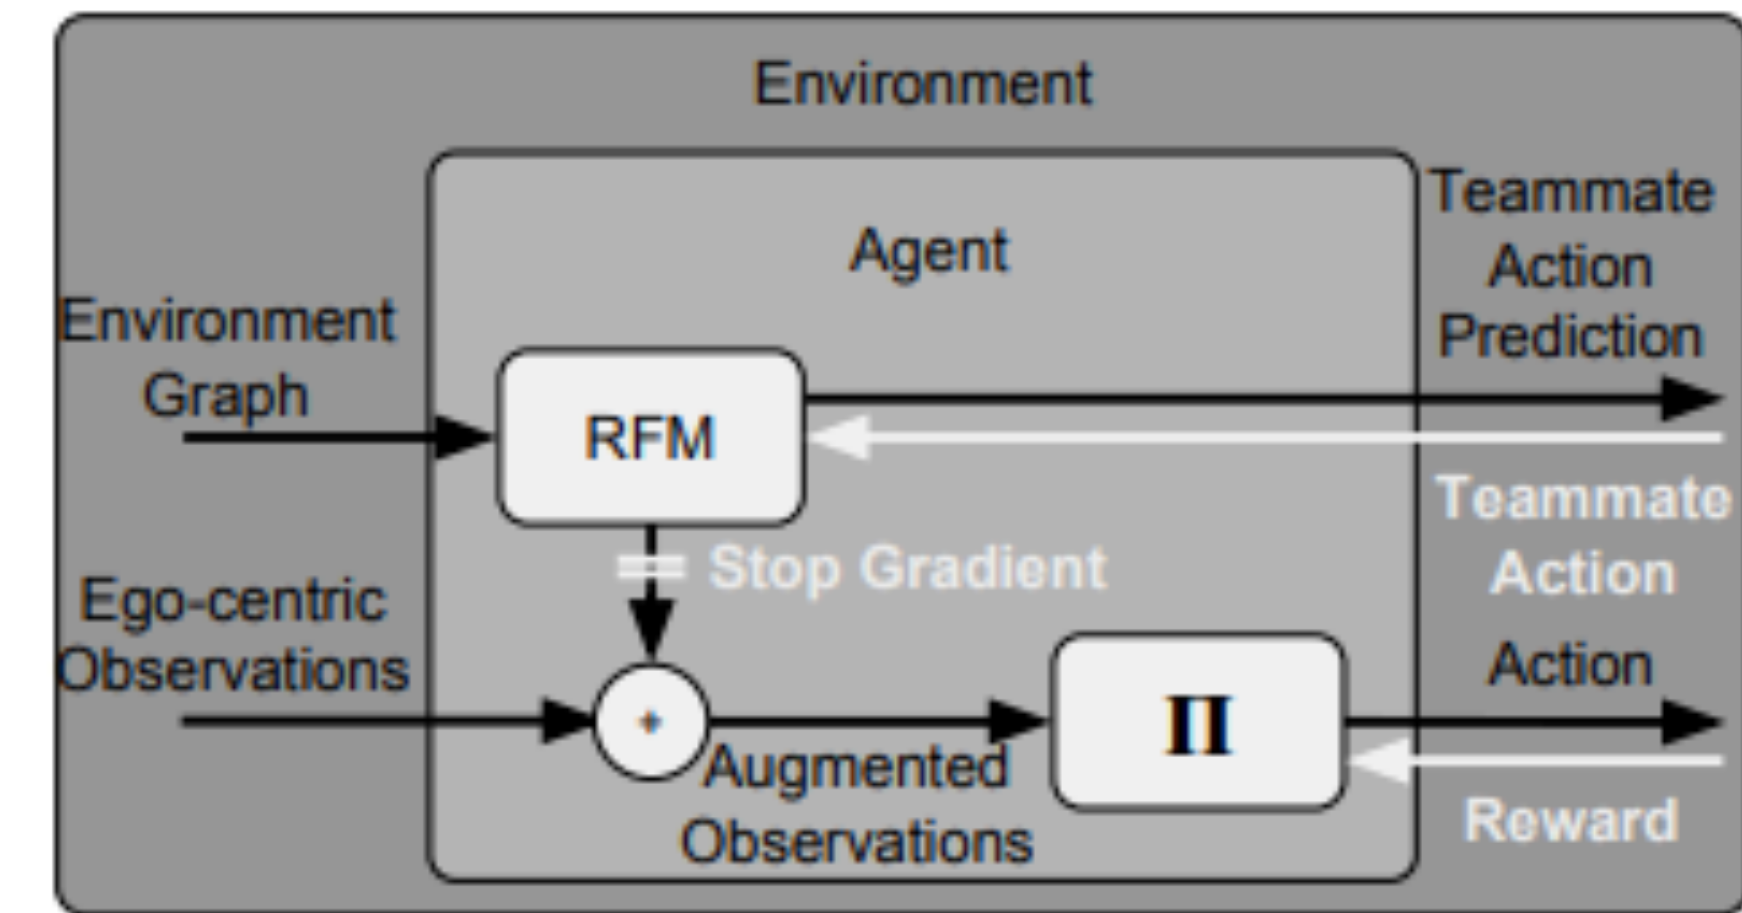 Environment
Agent
Teammate
Action
Prediction
Environment
Graph
RFM
Teammate
Action
Stop Gradient
Ego-centric
Observations
Action
+
Π
Augmented
Observations
Reward